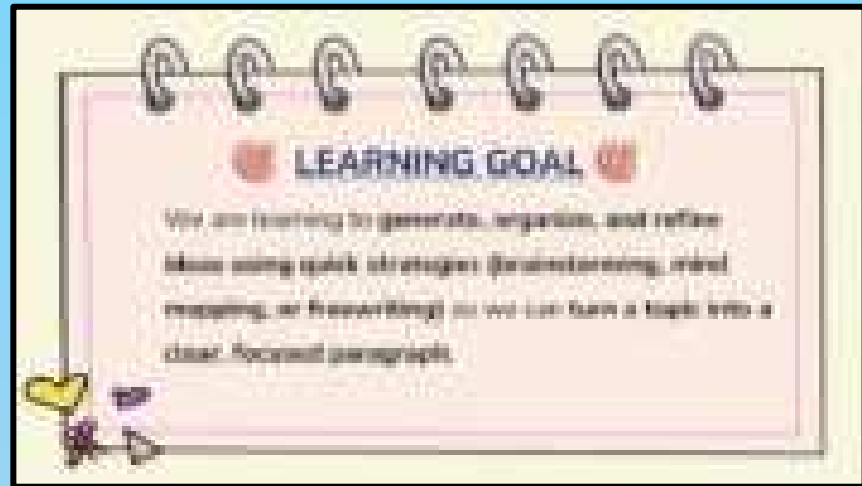 LEARNING GOAL
We are learning to generate, organize, and refine
ideas using quick strategies (brainstorming, mind
mapping, or freewriting) so we can turn a topic into a
clear, focused paragraph.